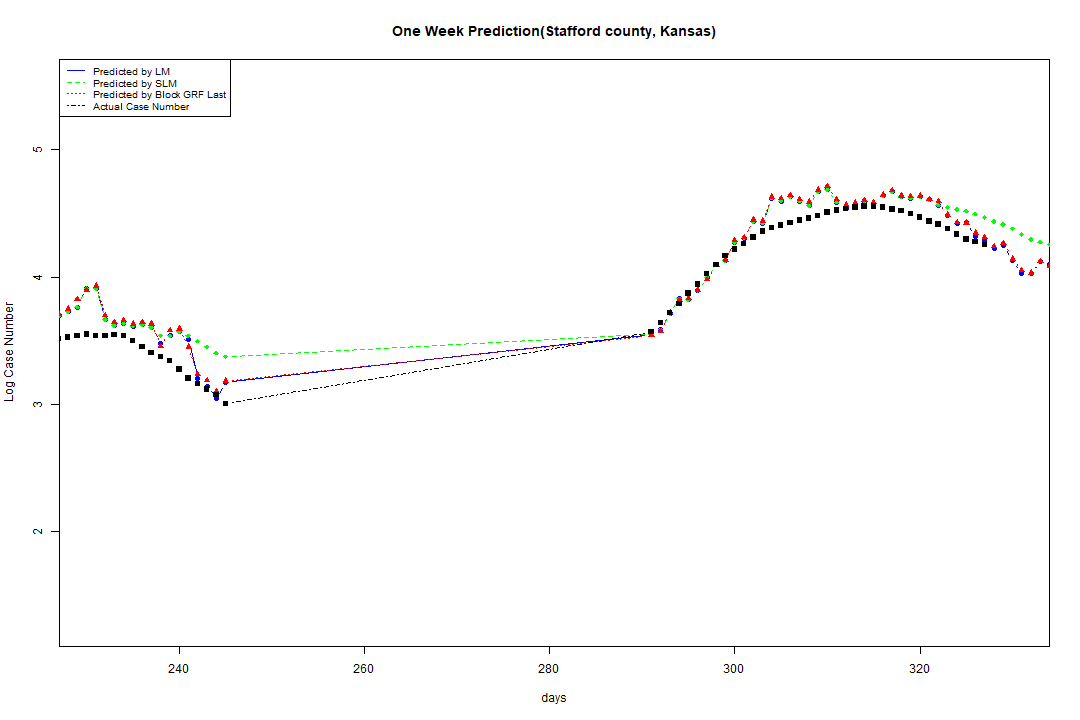 One Week Prediction(Stafford county, Kansas)
Predicted by LM
Predicted by SLM
Predicted by Block GRF Last
Actual Case Number
5
4
3
2
Log Case Number
240
260
280
300
320
days